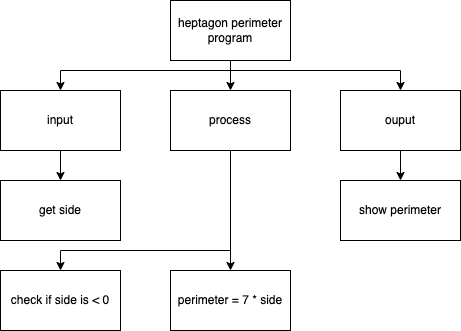 heptagon perimeter
program
input
process
ouput
get side
show perimeter
check if side is < 0
perimeter = 7 * side